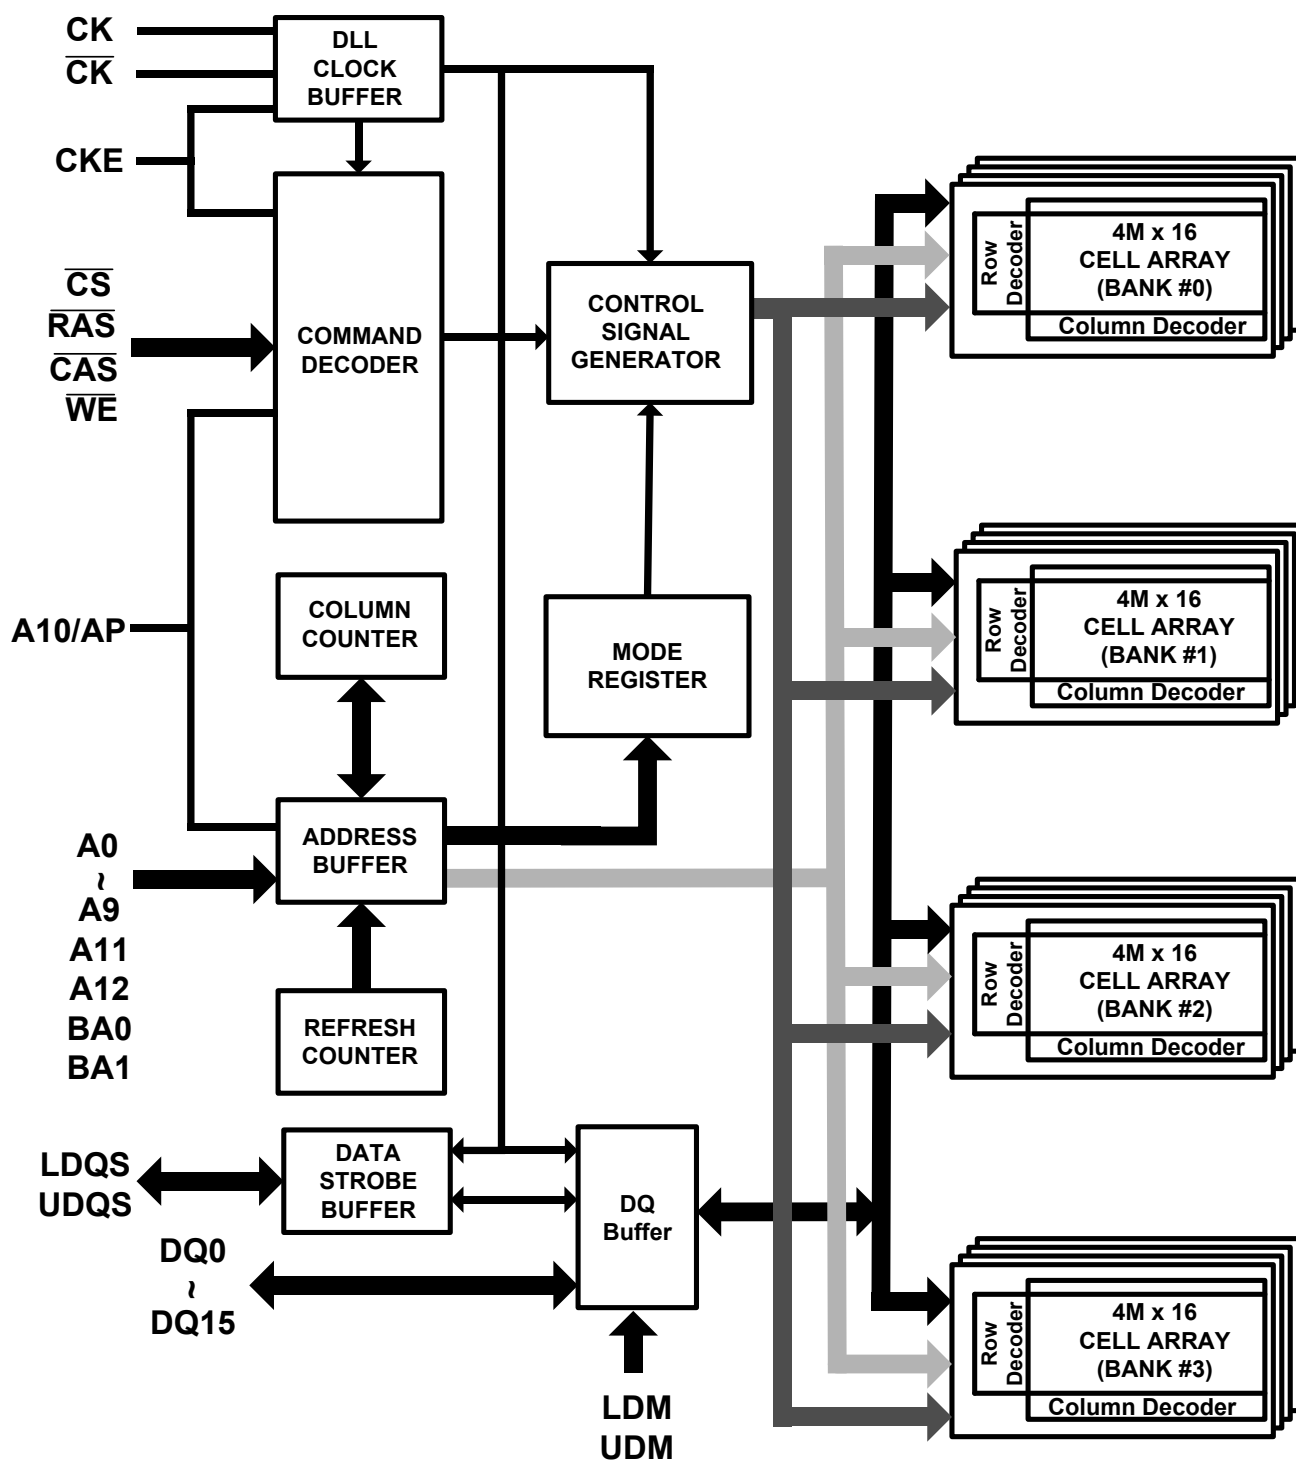 CK
CK
CKE
CS
RAS
CAS
WE
A10/AP
A0
~
A9
A11
A12
BA0
BA1
LDQS
UDQS
DQ0
~
DQ15
DLL
CLOCK
BUFFER
COMMAND
DECODER
COLUMN
COUNTER
ADDRESS
BUFFER
REFRESH
COUNTER
DATA
STROBE
BUFFER
CONTROL
SIGNAL
GENERATOR
MODE
REGISTER
DQ
Buffer
LDM
UDM
Row
Decoder
4M x 16
CELL ARRAY
(BANK #0)
Column Decoder
Row
Decoder
4M x 16
CELL ARRAY
(BANK #1)
Column Decoder
Row
Decoder
4M x 16
CELL ARRAY
(BANK #2)
Column Decoder
Row
Decoder
4M x 16
CELL ARRAY
(BANK #3)
Column Decoder